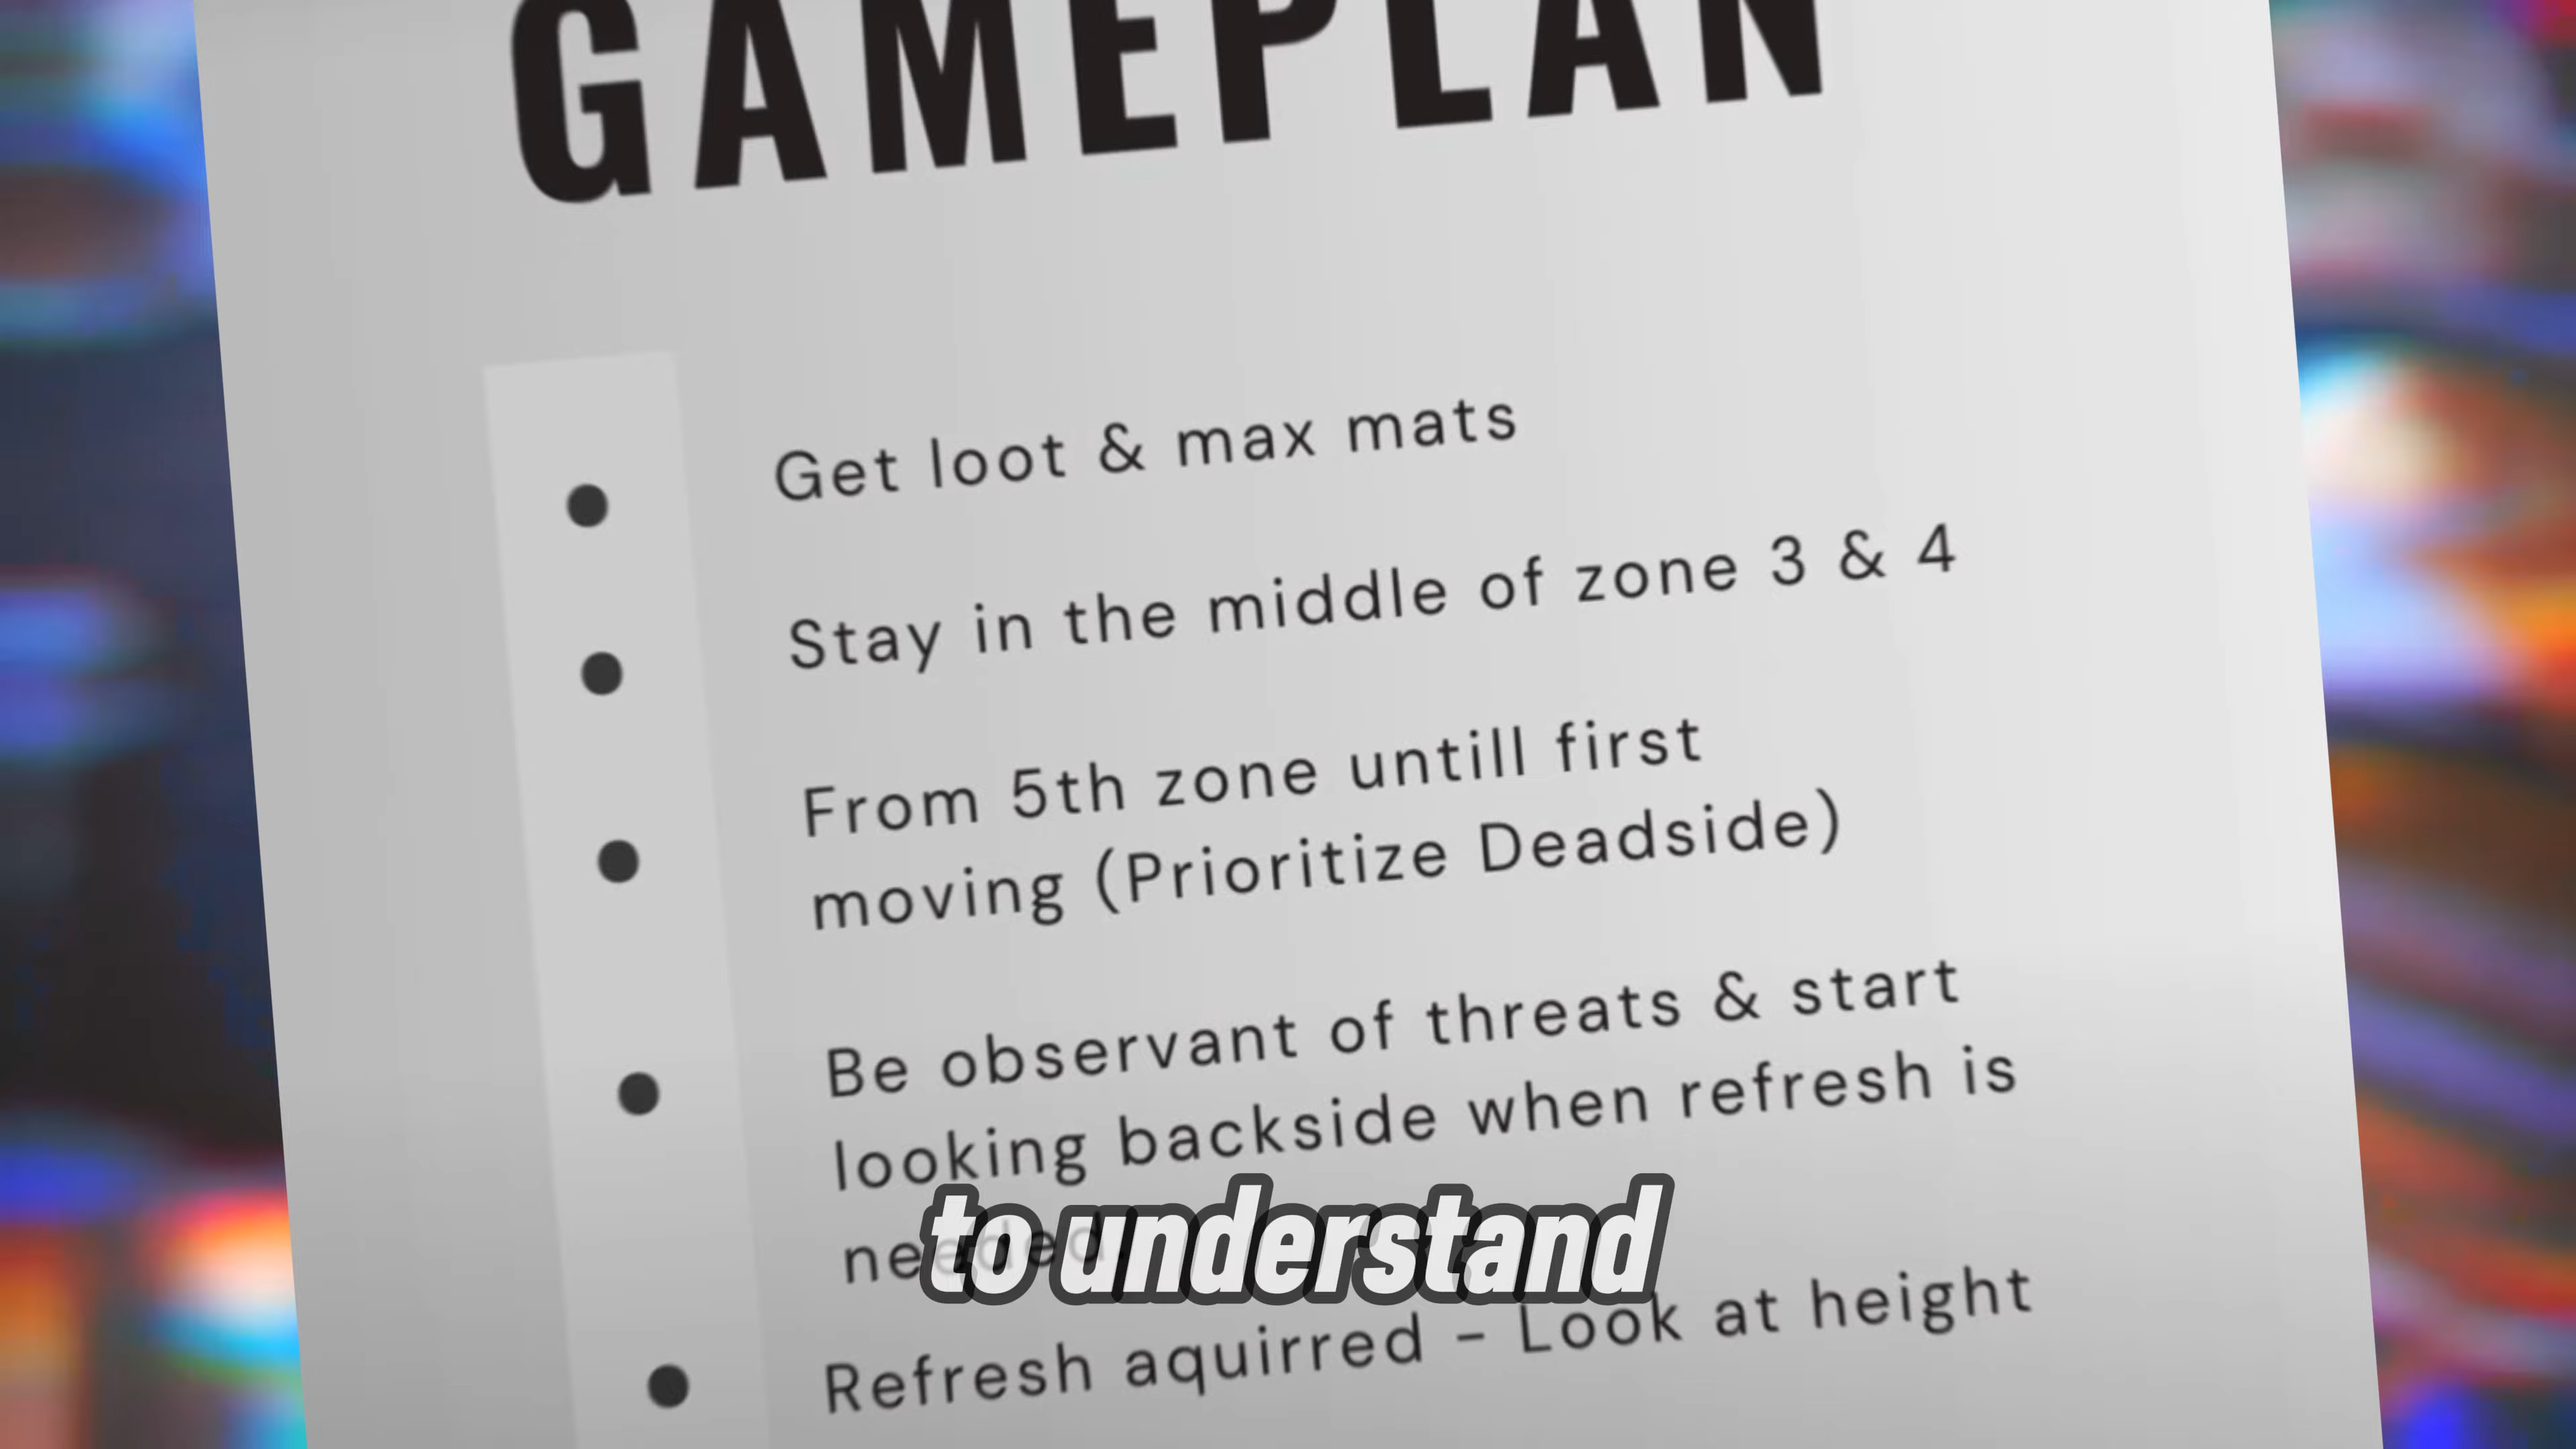 GAMEPLAN
Get loot & max mats
Stay in the middle of zone 3 & 4
From 5th zone untill first
moving (Prioritize Deadside)
Be observant of threats & start
looking backside when refresh is
needed
to understand
Refresh aquirred - Look at height